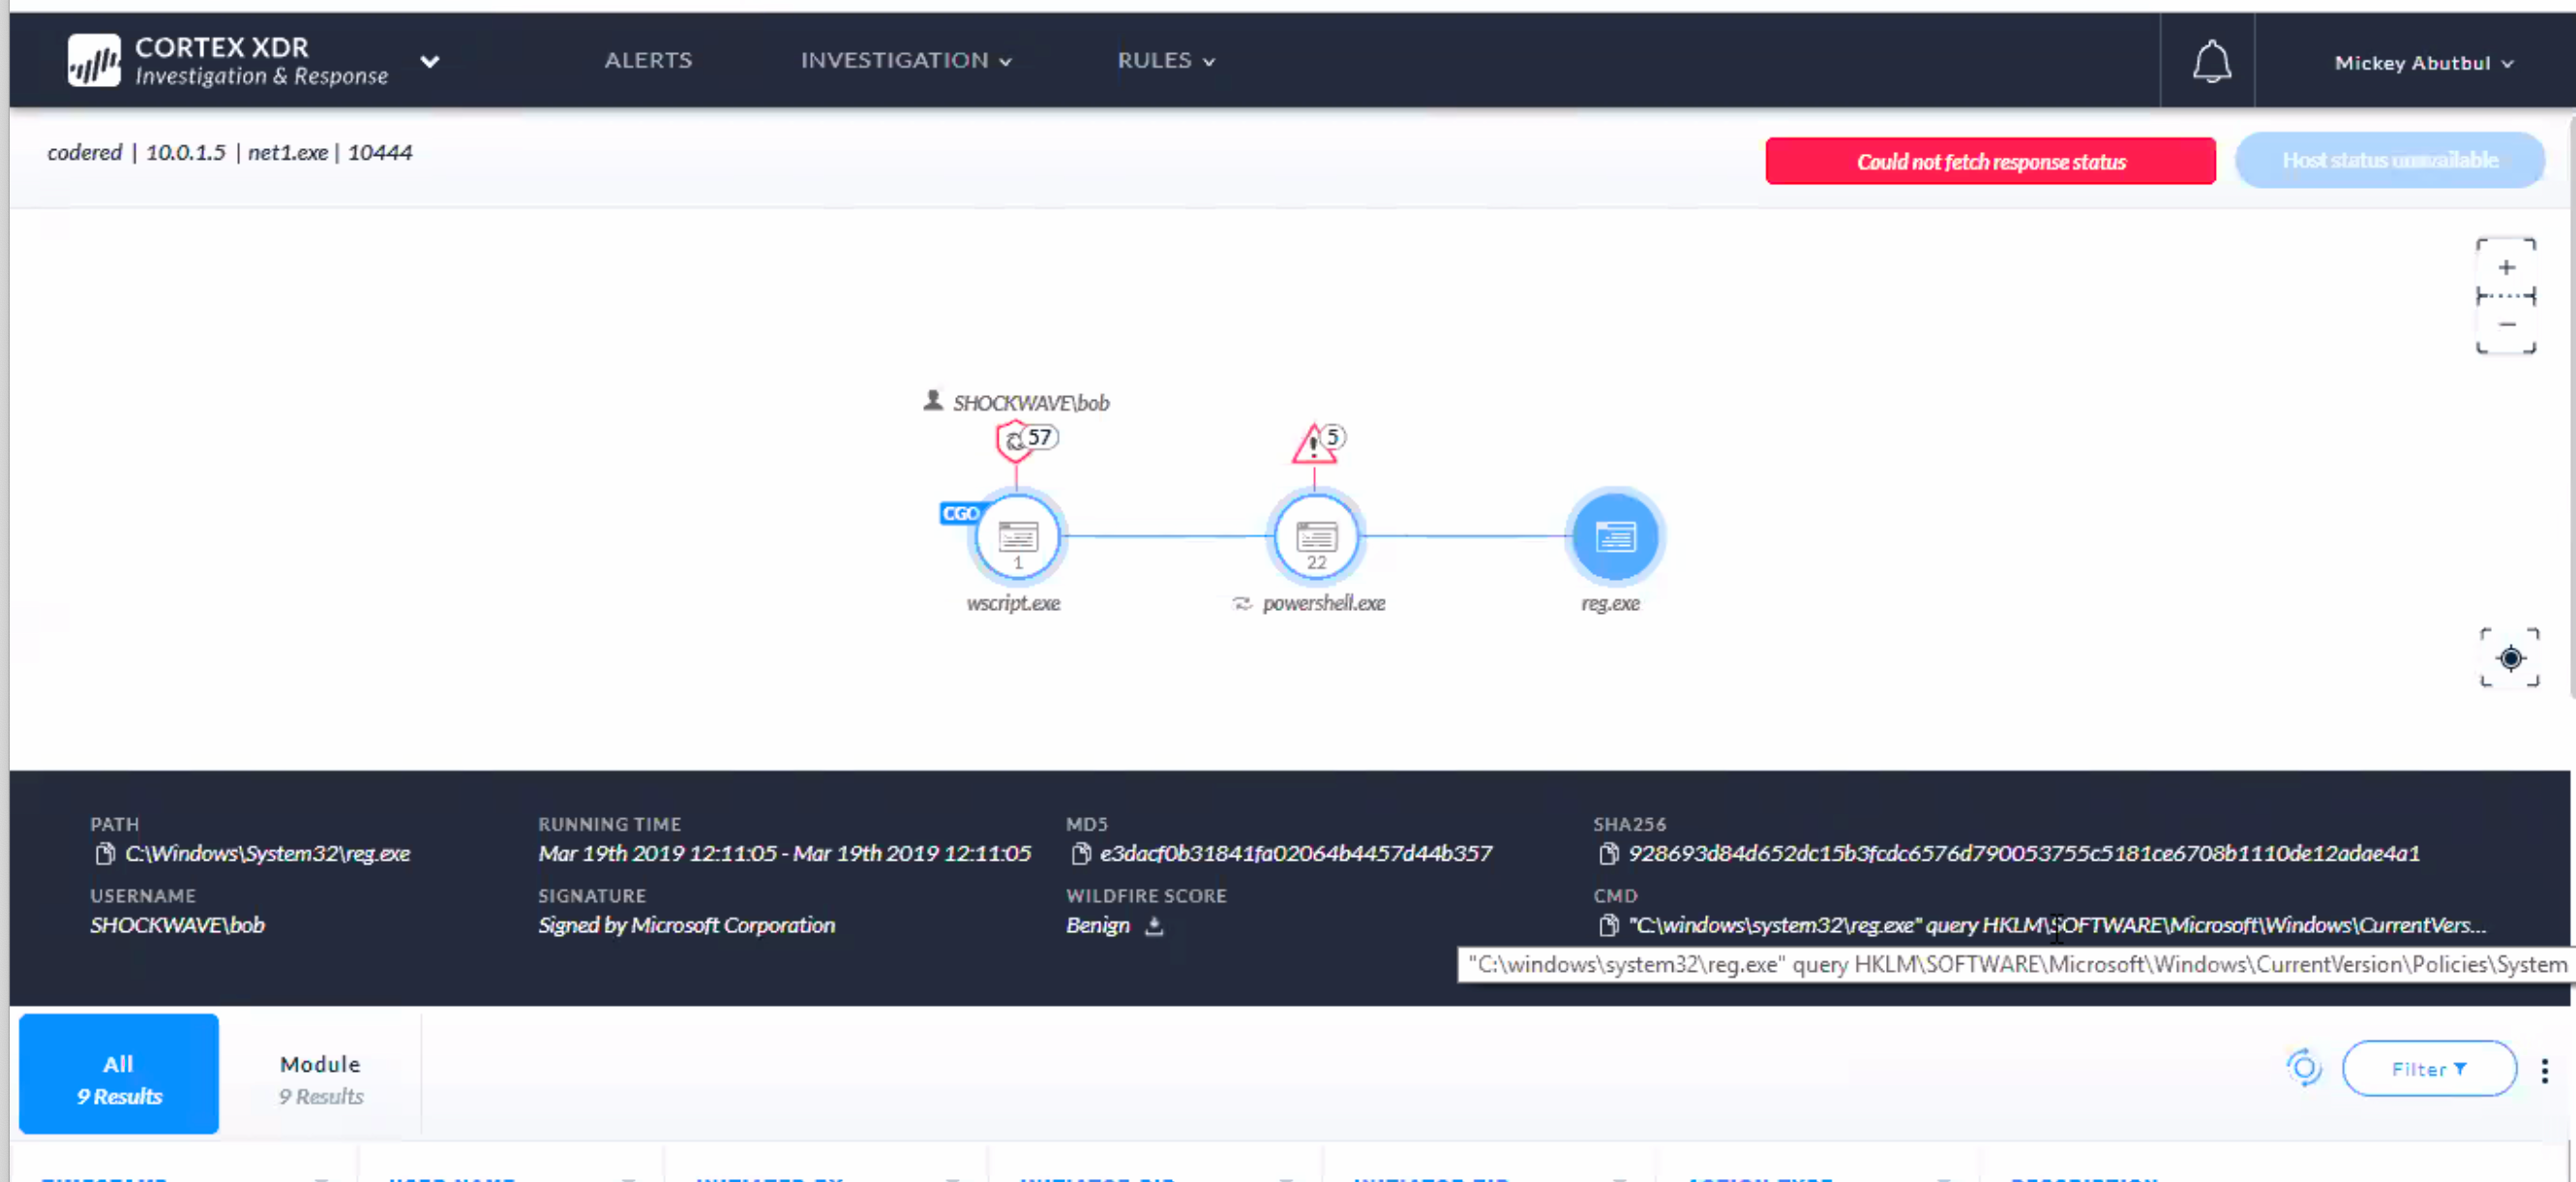 CORTEX XDR
Investigation & Response
ALERTS
INVESTIGATION
RULES
Mickey Abutbul
codered | 10.0.1.5 | net1.exe | 10444
Could not fetch response status
Host status unavailable
SHOCKWAVE\bob
57
5
CGO
1
22
wscript.exe
powershell.exe
reg.exe
PATH
C:\Windows\System32\reg.exe
RUNNING TIME
Mar 19th 2019 12:11:05 - Mar 19th 2019 12:11:05
MD5
e3dacf0b31841fa02064b4457d44b357
SHA256
928693d84d652dc15b3fcdc6576d790053755c5181ce6708b1110de12adae4a1
USERNAME
SHOCKWAVE\bob
SIGNATURE
Signed by Microsoft Corporation
WILDFIRE SCORE
Benign
CMD
"C:\windows\system32\reg.exe" query HKLM\SOFTWARE\Microsoft\Windows\CurrentVers...
"C:\windows\system32\reg.exe" query HKLM\SOFTWARE\Microsoft\Windows\CurrentVersion\Policies\System
All
9 Results
Module
9 Results
Filter